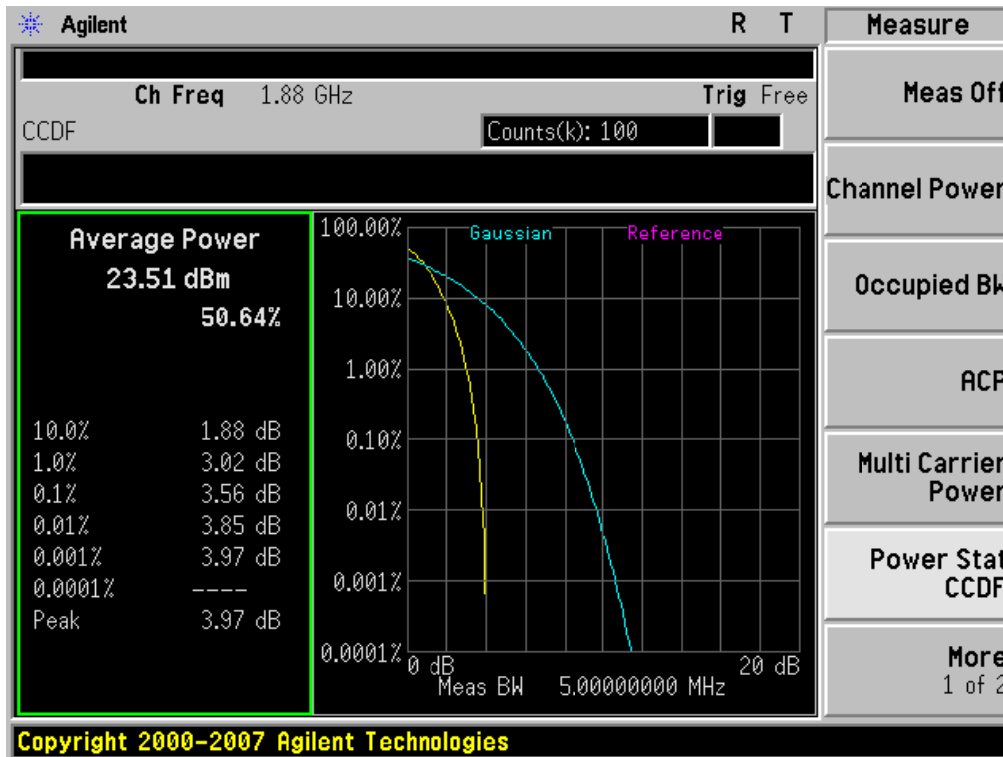 Agilent R T Measure
Ch Freq 1.88 GHz Trig Free
CCDF Counts(k): 100
Meas Off
Channel Power
Occupied BW
ACP
Multi Carrier
Power
Power Stat
CCDF
More
1 of 2
Average Power
23.51 dBm
50.64%
10.0% 1.88 dB
1.0% 3.02 dB
0.1% 3.56 dB
0.01% 3.85 dB
0.001% 3.97 dB
0.0001% ----
Peak 3.97 dB
Gaussian Reference
100.00%
10.00%
1.00%
0.10%
0.01%
0.001%
0.0001%
0 dB 20 dB
Meas BW 5.00000000 MHz
Copyright 2000-2007 Agilent Technologies